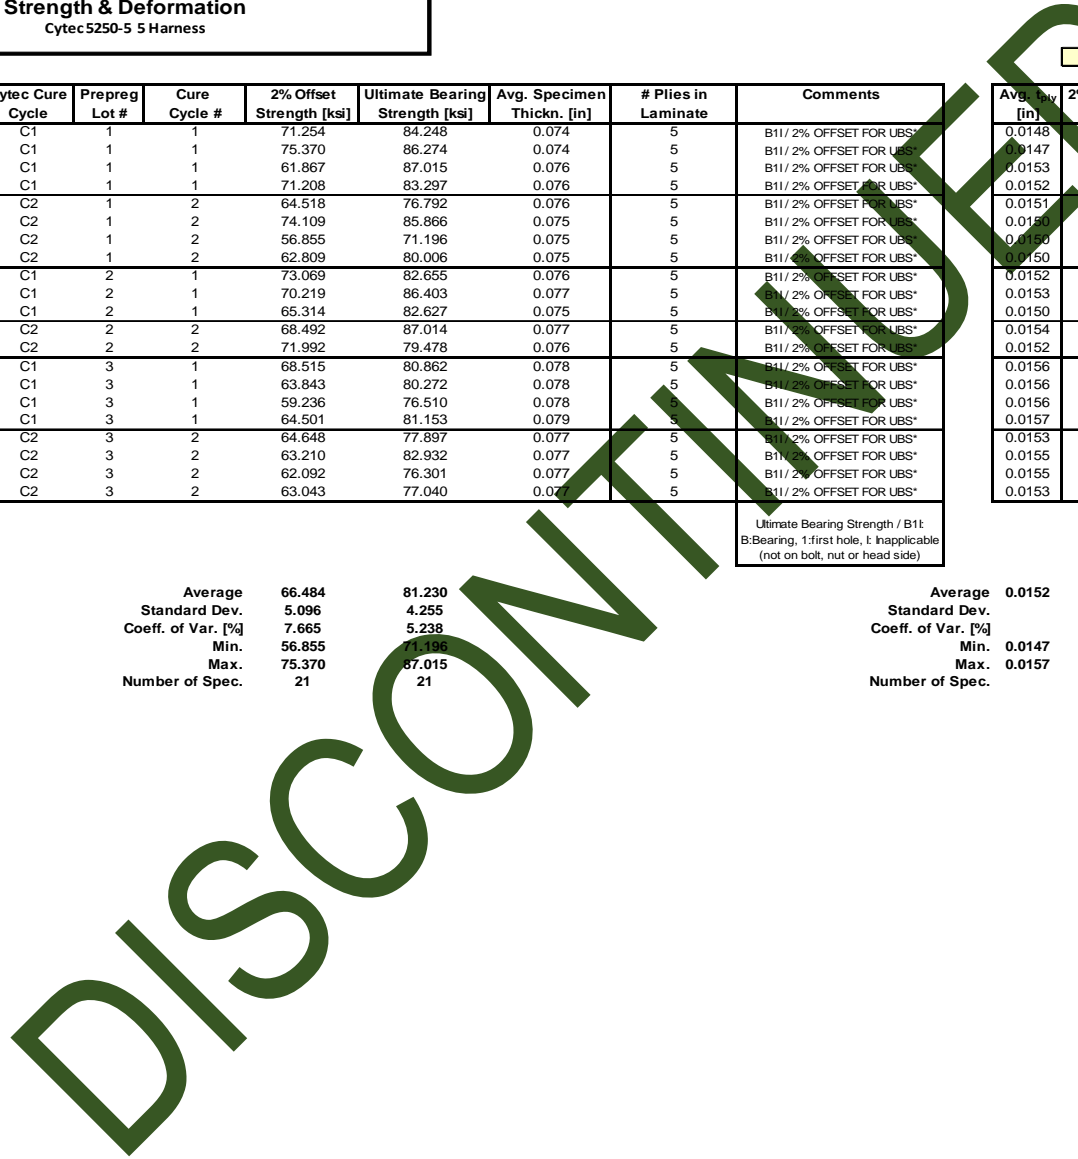 Strength & Deformation
Cytec 5250-5 5 Harness
ytec Cure Prepreg Cure 2% Offset Ultimate Bearing Avg. Specimen # Plies in Comments Avg. tply 2%
Cycle Lot # Cycle # Strength [ksi] Strength [ksi] Thickn. [in] Laminate [in]
C1 1 1 71.254 84.248 0.074 5 B1I / 2% OFFSET FOR UBS* 0.0148
C1 1 1 75.370 86.274 0.074 5 B1I / 2% OFFSET FOR UBS* 0.0147
C1 1 1 61.867 87.015 0.076 5 B1I / 2% OFFSET FOR UBS* 0.0153
C1 1 1 71.208 83.297 0.076 5 B1I / 2% OFFSET FOR UBS* 0.0152
C2 1 2 64.518 76.792 0.076 5 B1I / 2% OFFSET FOR UBS* 0.0151
C2 1 2 74.109 85.866 0.075 5 B1I / 2% OFFSET FOR UBS* 0.0150
C2 1 2 56.855 71.196 0.075 5 B1I / 2% OFFSET FOR UBS* 0.0150
C2 1 2 62.809 80.006 0.075 5 B1I / 2% OFFSET FOR UBS* 0.0150
C1 2 1 73.069 82.655 0.076 5 B1I / 2% OFFSET FOR UBS* 0.0152
C1 2 1 70.219 86.403 0.077 5 B1I / 2% OFFSET FOR UBS* 0.0153
C1 2 1 65.314 82.627 0.075 5 B1I / 2% OFFSET FOR UBS* 0.0150
C2 2 2 68.492 87.014 0.077 5 B1I / 2% OFFSET FOR UBS* 0.0154
C2 2 2 71.992 79.478 0.076 5 B1I / 2% OFFSET FOR UBS* 0.0152
C1 3 1 68.515 80.862 0.078 5 B1I / 2% OFFSET FOR UBS* 0.0156
C1 3 1 63.843 80.272 0.078 5 B1I / 2% OFFSET FOR UBS* 0.0156
C1 3 1 59.236 76.510 0.078 5 B1I / 2% OFFSET FOR UBS* 0.0156
C1 3 1 64.501 81.153 0.079 5 B1I / 2% OFFSET FOR UBS* 0.0157
C2 3 2 64.648 77.897 0.077 5 B1I / 2% OFFSET FOR UBS* 0.0153
C2 3 2 63.210 82.932 0.077 5 B1I / 2% OFFSET FOR UBS* 0.0155
C2 3 2 62.092 76.301 0.077 5 B1I / 2% OFFSET FOR UBS* 0.0155
C2 3 2 63.043 77.040 0.077 5 B1I / 2% OFFSET FOR UBS* 0.0153
Ultimate Bearing Strength / B1I:
B:Bearing, 1:first hole, I: Inapplicable
(not on bolt, nut or head side)
Average 66.484 81.230 Average 0.0152
Standard Dev. 5.096 4.255 Standard Dev.
Coeff. of Var. [%] 7.665 5.238 Coeff. of Var. [%]
Min. 56.855 71.196 Min. 0.0147
Max. 75.370 87.015 Max. 0.0157
Number of Spec. 21 21 Number of Spec.
DISCONTINUED